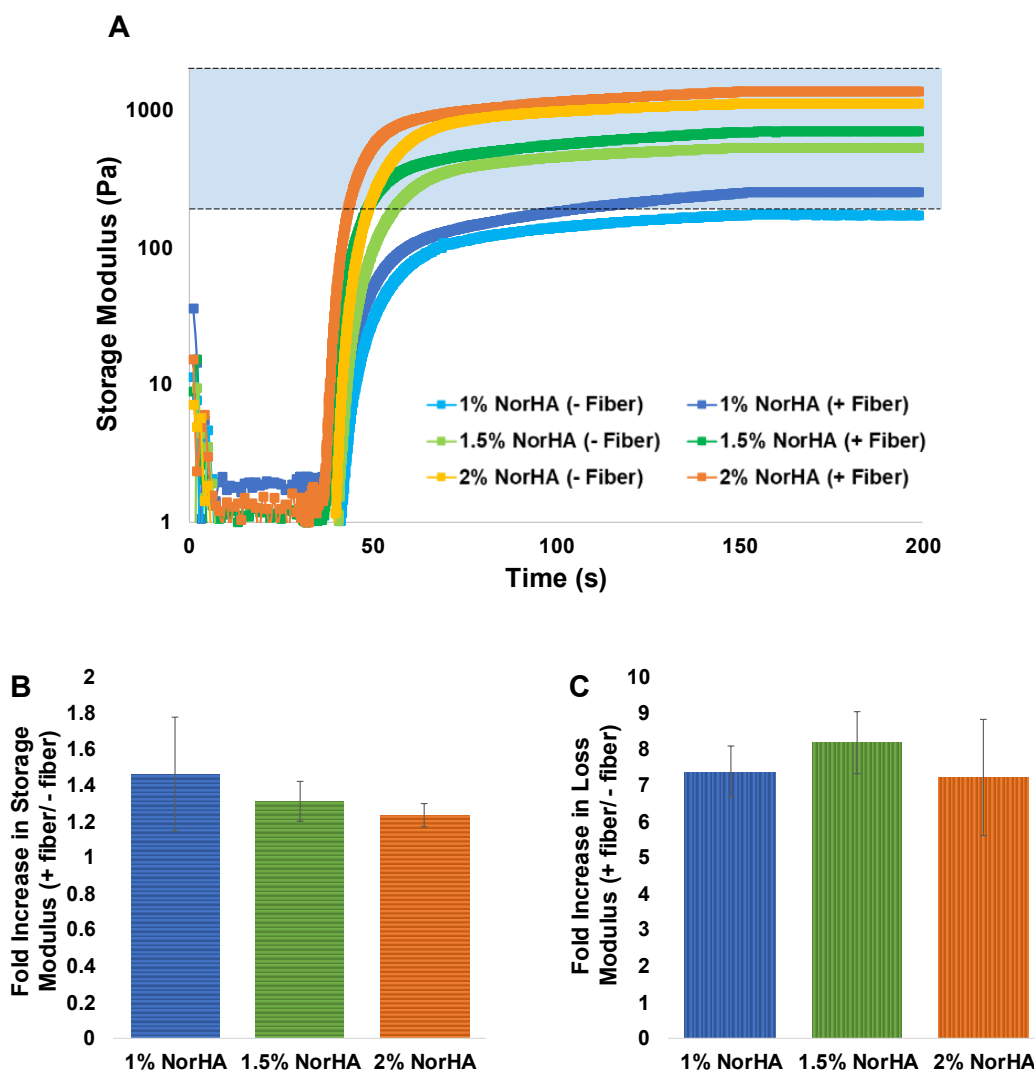 A
Storage Modulus (Pa)
1000
100
10
1
0
50
100
150
200
Time (s)
1% NorHA (- Fiber)
1% NorHA (+ Fiber)
1.5% NorHA (- Fiber)
1.5% NorHA (+ Fiber)
2% NorHA (- Fiber)
2% NorHA (+ Fiber)
B
Fold Increase in Storage
Modulus (+ fiber/ - fiber)
2
1.8
1.6
1.4
1.2
1
0.8
0.6
0.4
0.2
0
1% NorHA
1.5% NorHA
2% NorHA
C
Fold Increase in Loss
Modulus (+ fiber/ - fiber)
10
9
8
7
6
5
4
3
2
1
0
1% NorHA
1.5% NorHA
2% NorHA